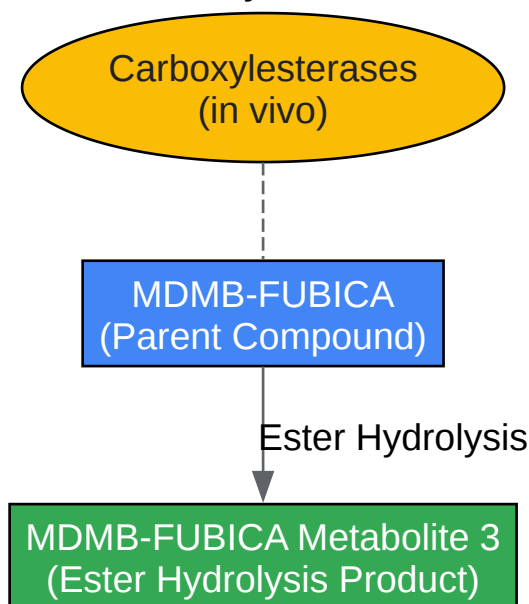 Carboxylesterases
(in vivo)
MDMB-FUBICA
(Parent Compound)
Ester Hydrolysis
MDMB-FUBICA Metabolite 3
(Ester Hydrolysis Product)